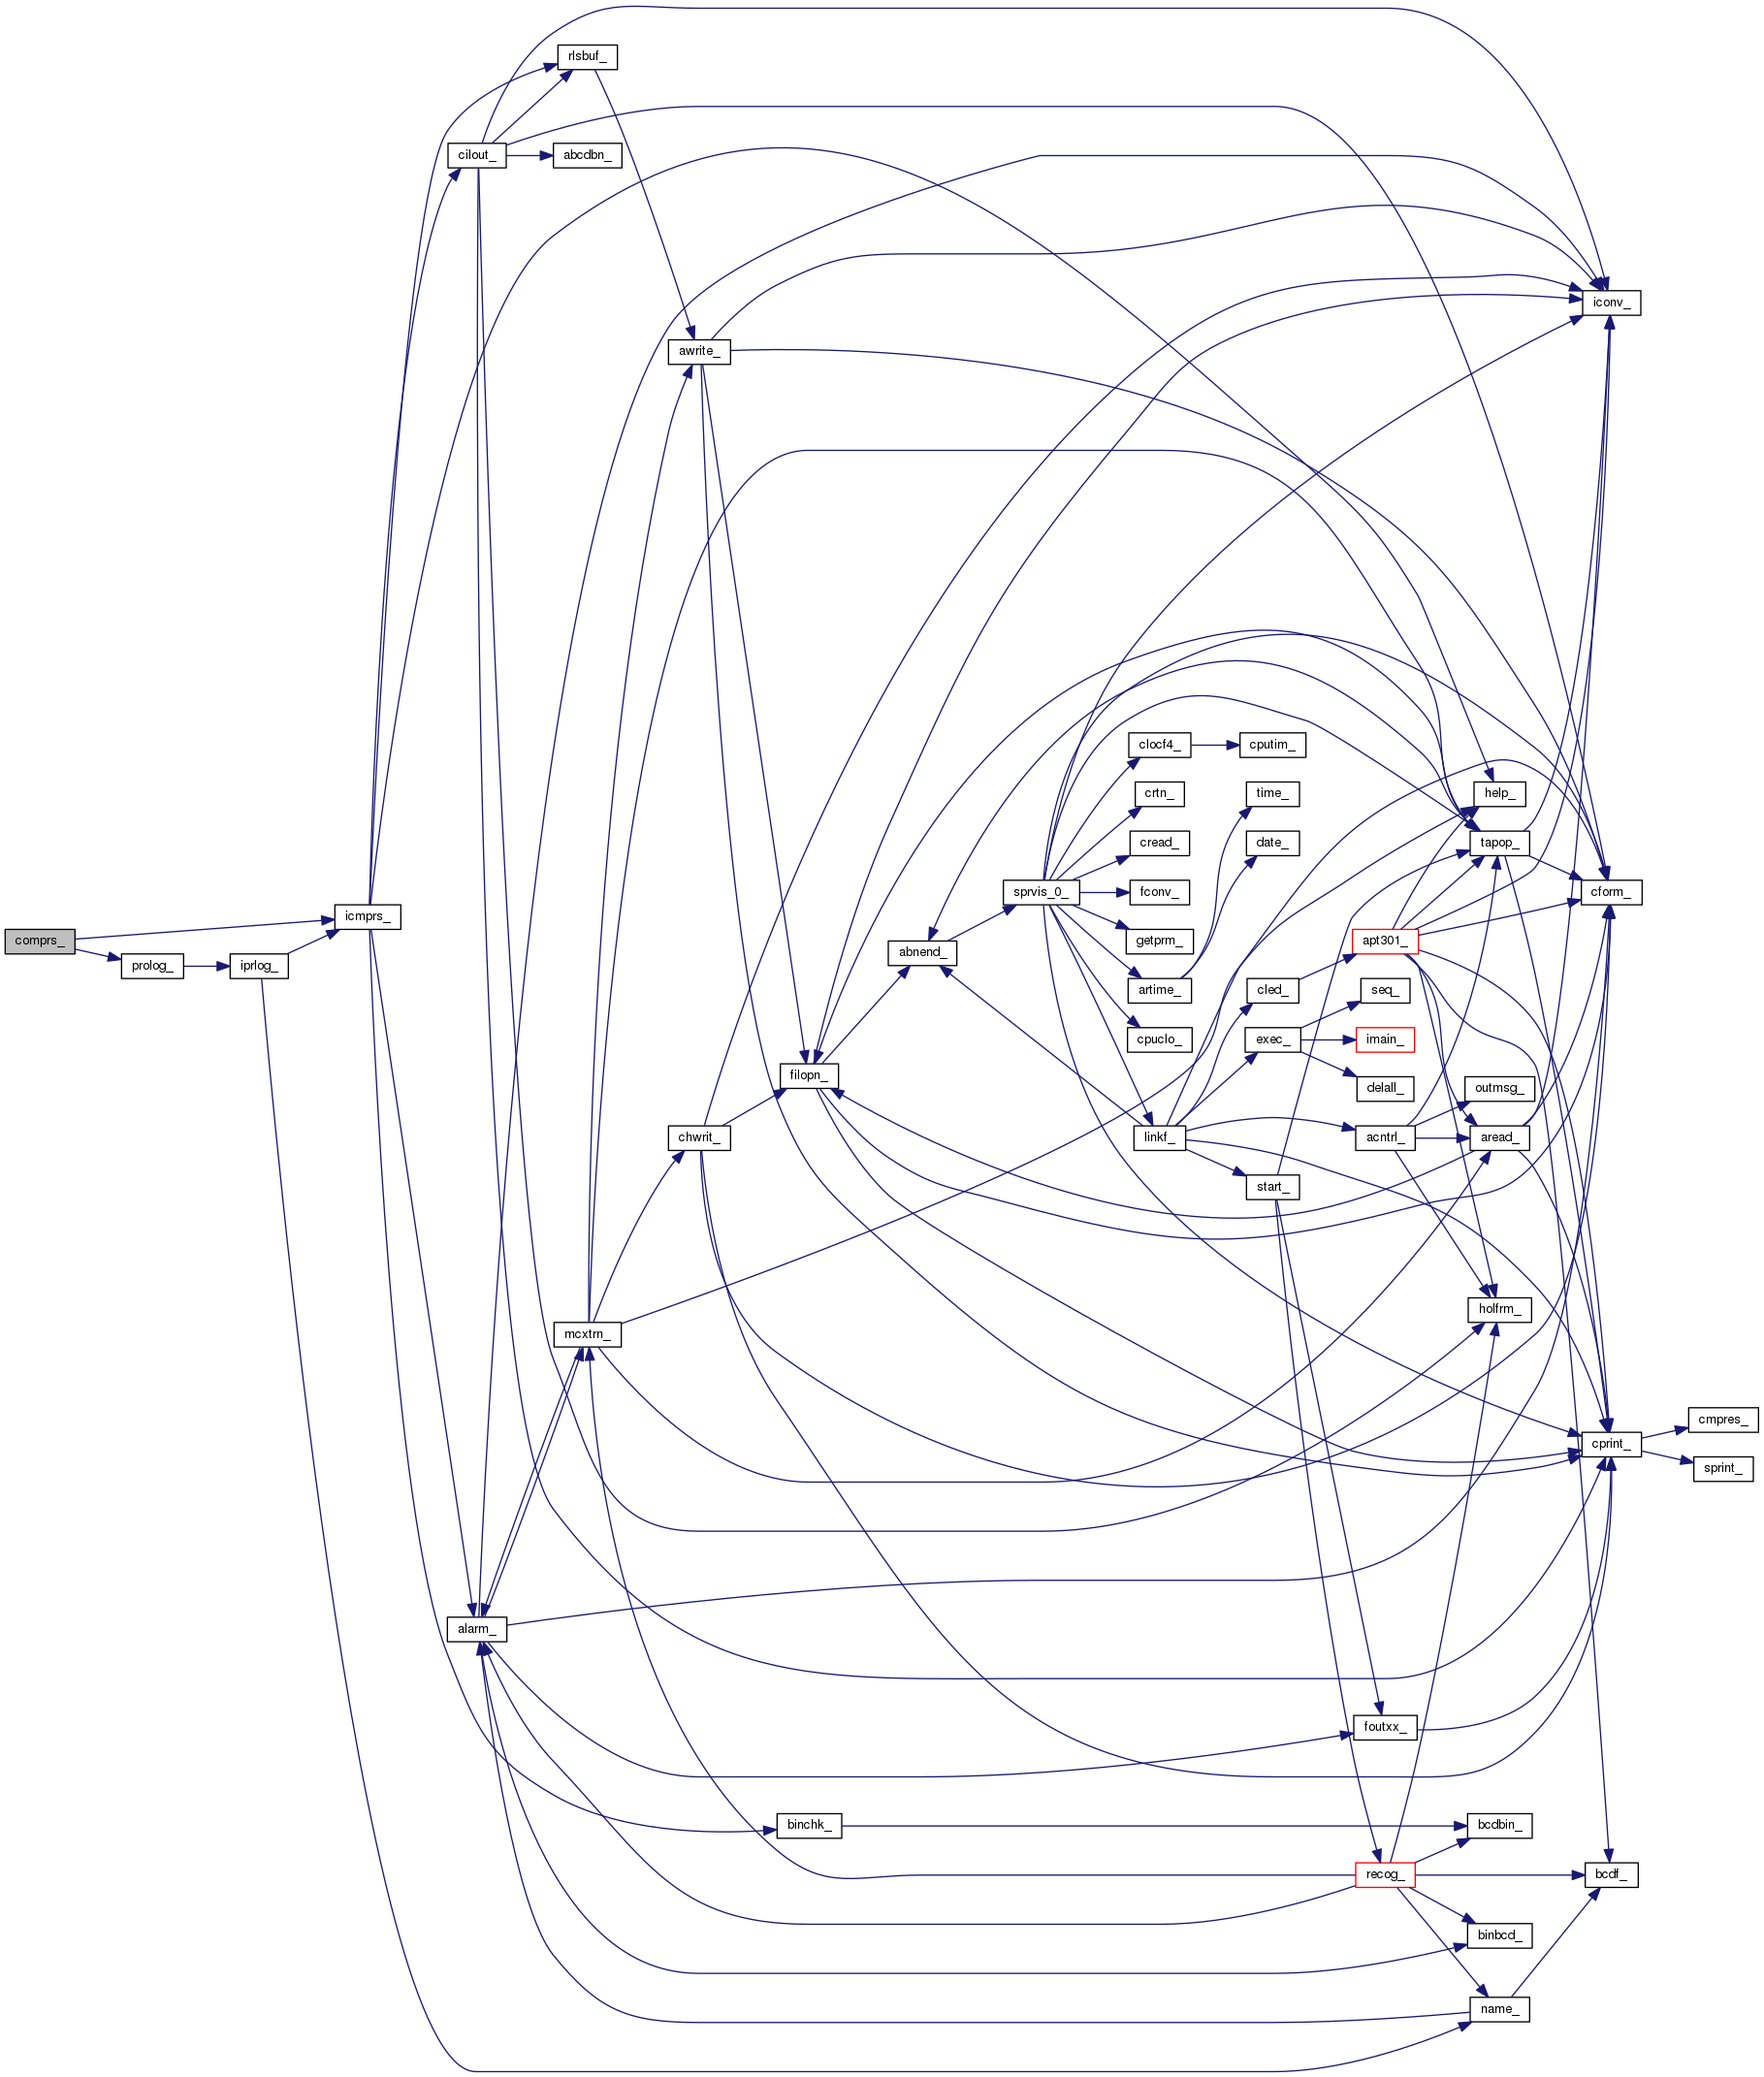 rlsbuf_
cilout_
abcdbn_
iconv_
awrite_
clocf4_
cputim_
crtn_
time_
help_
cread_
date_
tapop_
sprvis_0_
fconv_
cform_
icmprs_
comprs_
getprm_
apt301_
abnend_
prolog_
iprlog_
artime_
cled_
seq_
cpuclo_
exec_
imain_
filopn_
delall_
outmsg_
chwrit_
linkf_
acntrl_
aread_
start_
holfrm_
mcxtrn_
cmpres_
cprint_
sprint_
alarm_
foutxx_
binchk_
bcdbin_
recog_
bcdf_
binbcd_
name_